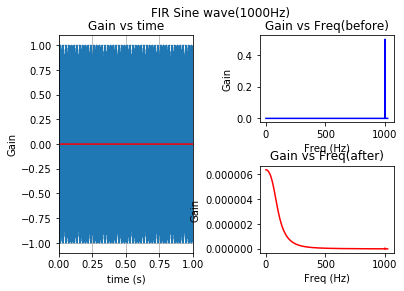 FIR Sine wave(1000Hz)
Gain vs time
1.00
0.75
0.50
0.25
0.00
−0.25
−0.50
−0.75
−1.00
Gain
0.00 0.25 0.50 0.75 1.00
time (s)
Gain vs Freq(before)
0.4
0.2
0.0
Gain
0 500 1000
Freq (Hz)
Gain vs Freq(after)
0.000006
0.000004
0.000002
0.000000
Gain
0 500 1000
Freq (Hz)